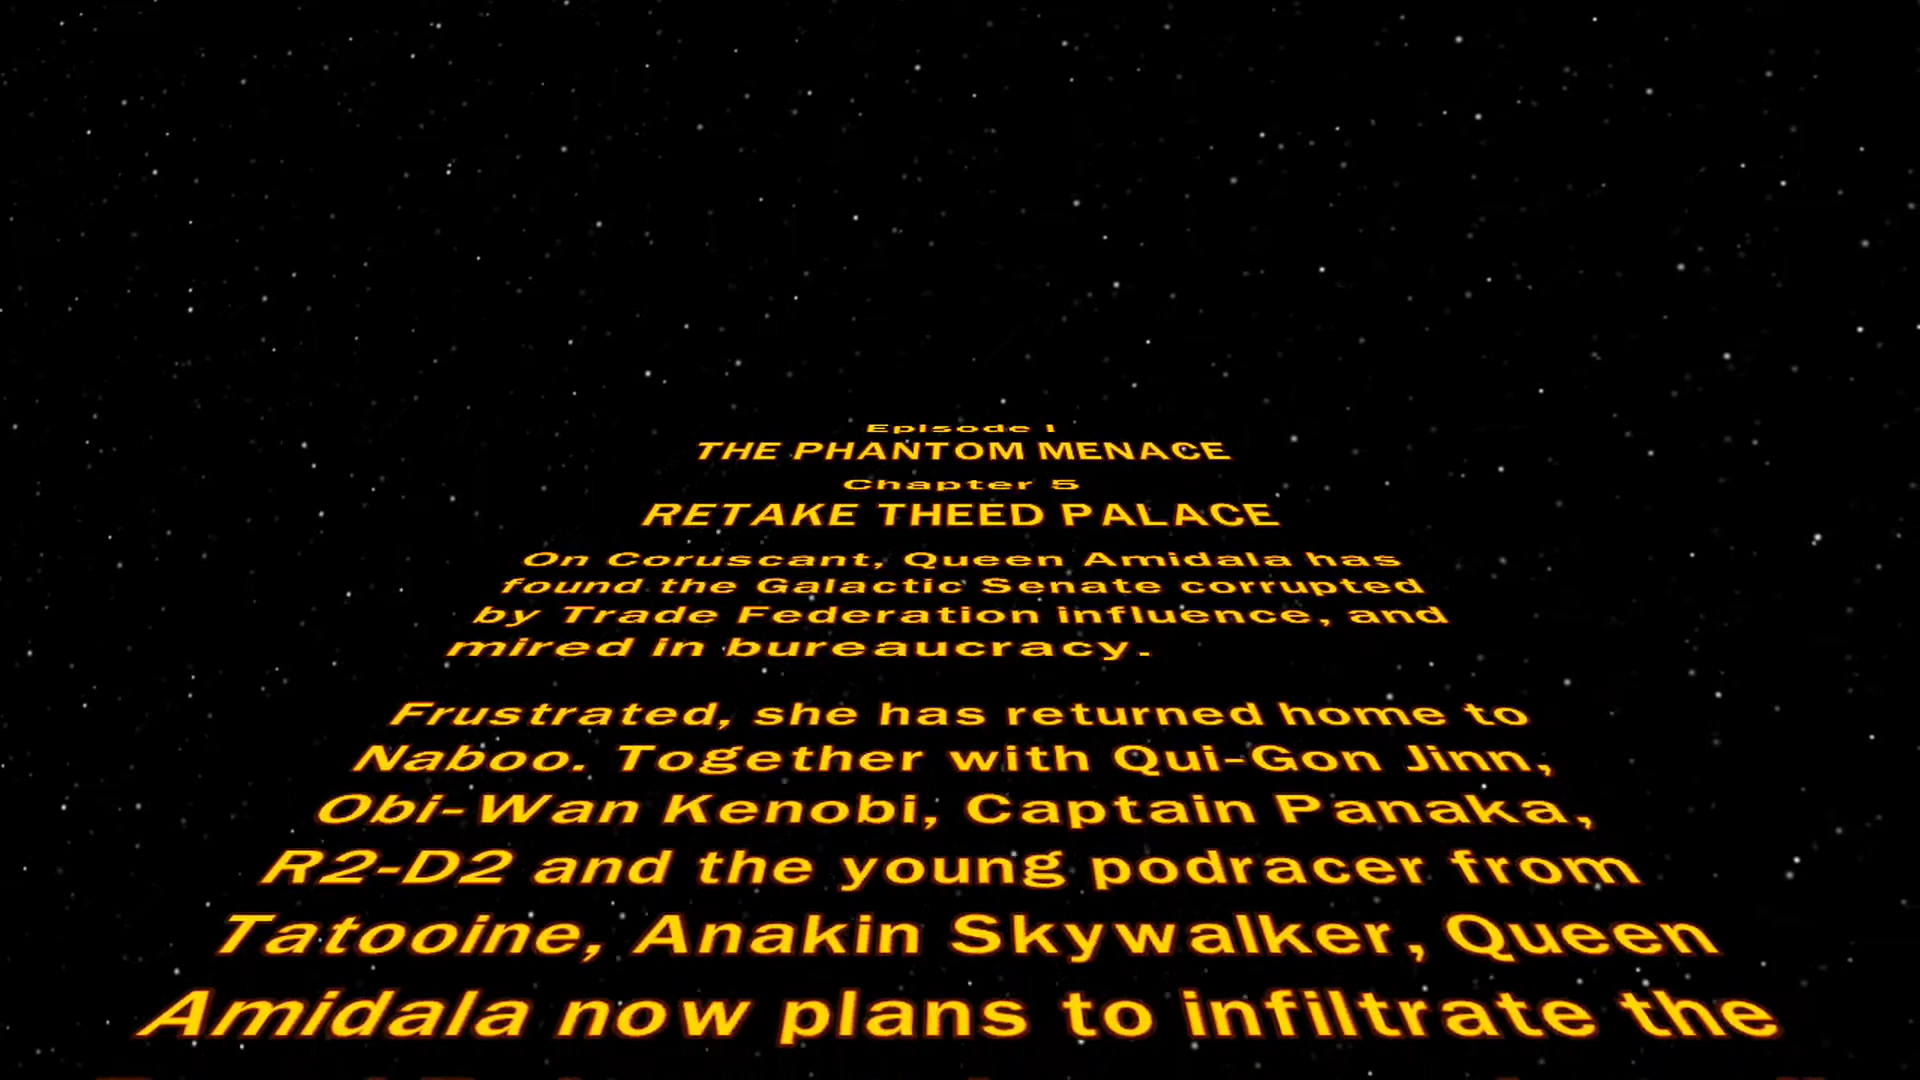 Episode I
THE PHANTOM MENACE
Chapter 5
RETAKE THEED PALACE
On Coruscant, Queen Amidala has
found the Galactic Senate corrupted
by Trade Federation influence, and
mired in bureaucracy.
Frustrated, she has returned home to
Naboo. Together with Qui-Gon Jinn,
Obi-Wan Kenobi, Captain Panaka,
R2-D2 and the young podracer from
Tatooine, Anakin Skywalker, Queen
Amidala now plans to infiltrate the